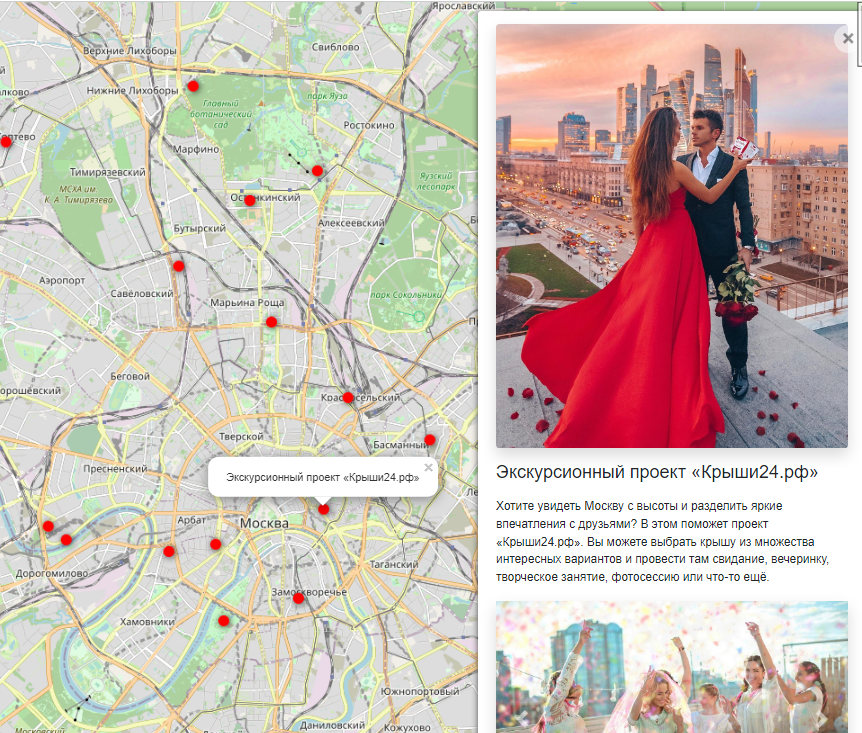 Ярославский
Верхние Лихоборы
Свиблово
Нижние Лихоборы
парк Яуза
Главный
ботанический
сад
Ростокино
Марфино
Тимирязевский
МСХА им.
К. А. Тимирязева
Яузский
лесопарк
Останкинский
Бутырский
Алексеевский
Аэропорт
Савёловский
Марьина Роща
парк Сокольники
Беговой
Красносельский
Тверской
Басманный
Пресненский
Экскурсионный проект «Крыши24.рф»
×
Арбат
Москва
Дорогомилово
Таганский
Замоскворечье
Хамовники
Южнопортовый
Даниловский
Кожухово
×
Экскурсионный проект «Крыши24.рф»
Хотите увидеть Москву с высоты и разделить яркие
впечатления с друзьями? В этом поможет проект
«Крыши24.рф». Вы можете выбрать крышу из множества
интересных вариантов и провести там свидание, вечеринку,
творческое занятие, фотосессию или что-то ещё.